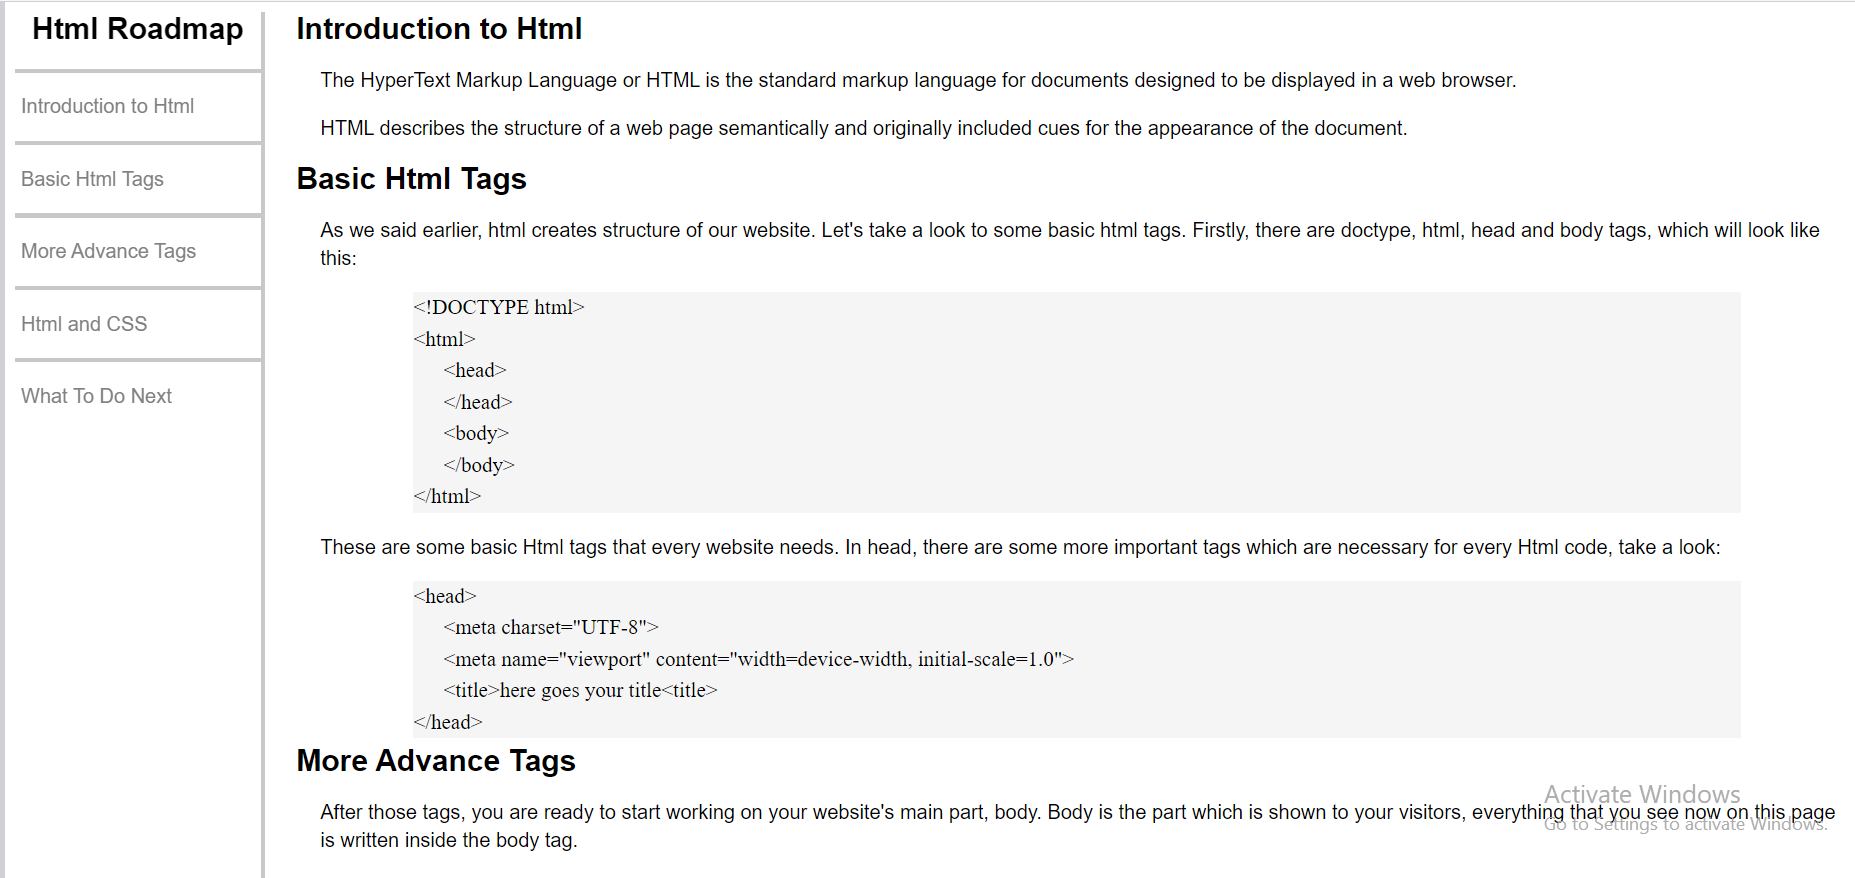 Html Roadmap
Introduction to Html
Basic Html Tags
More Advance Tags
Html and CSS
What To Do Next
Introduction to Html
The HyperText Markup Language or HTML is the standard markup language for documents designed to be displayed in a web browser.
HTML describes the structure of a web page semantically and originally included cues for the appearance of the document.
Basic Html Tags
As we said earlier, html creates structure of our website. Let's take a look to some basic html tags. Firstly, there are doctype, html, head and body tags, which will look like
this:
<!DOCTYPE html>
<html>
<head>
</head>
<body>
</body>
</html>
These are some basic Html tags that every website needs. In head, there are some more important tags which are necessary for every Html code, take a look:
<head>
<meta charset="UTF-8">
<meta name="viewport" content="width=device-width, initial-scale=1.0">
<title>here goes your title<title>
</head>
More Advance Tags
After those tags, you are ready to start working on your website's main part, body. Body is the part which is shown to your visitors, everything that you see now on this page
is written inside the body tag.
Activate Windows
Go to Settings to activate Windows.